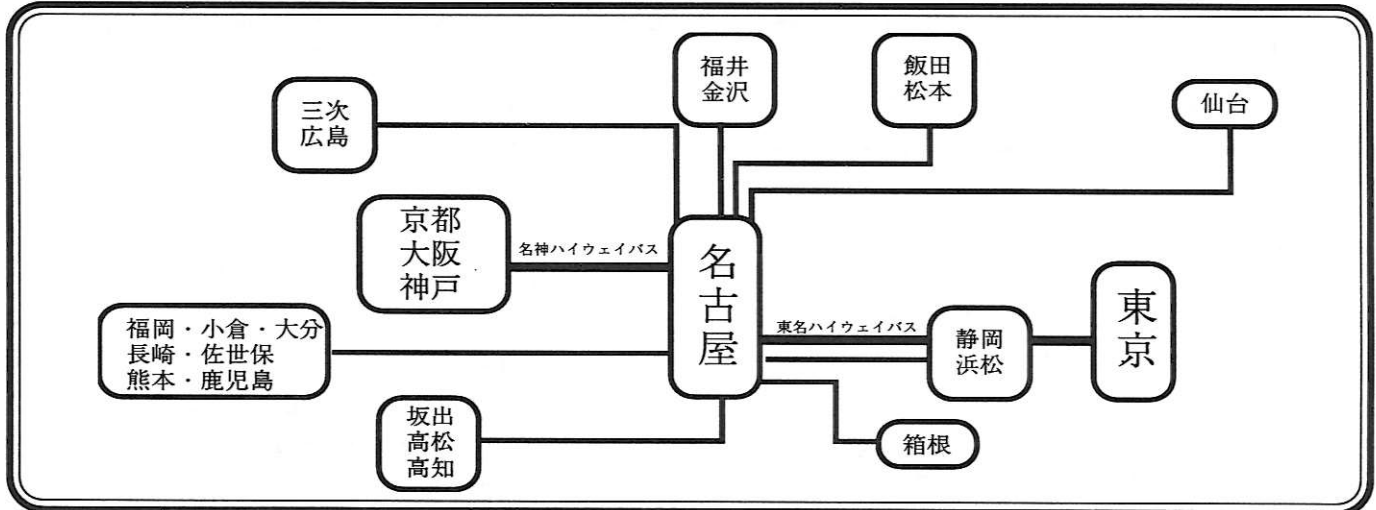 福井
金沢
飯田
松本
仙台
三次
広島
京都
大阪
神戸
名神ハイウェイバス
名古屋
東名ハイウェイバス
静岡
浜松
東京
福岡・小倉・大分
長崎・佐世保
熊本・鹿児島
坂出
高松
高知
箱根